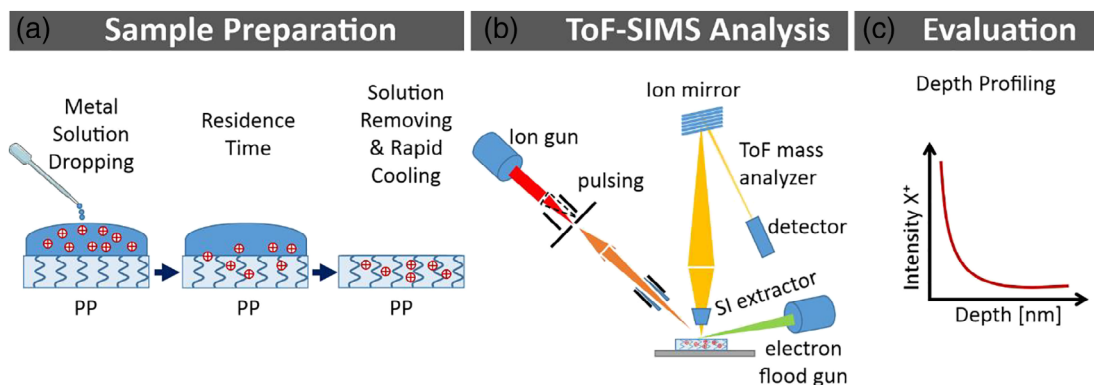 (a) Sample Preparation
Metal
Solution
Dropping
Residence
Time
Solution
Removing
& Rapid
Cooling
PP
PP
PP
(b) ToF-SIMS Analysis
Ion mirror
Ion gun
pulsing
ToF mass
analyzer
detector
SI extractor
electron
flood gun
(c) Evaluation
Depth Profiling
Intensity X⁺
Depth [nm]